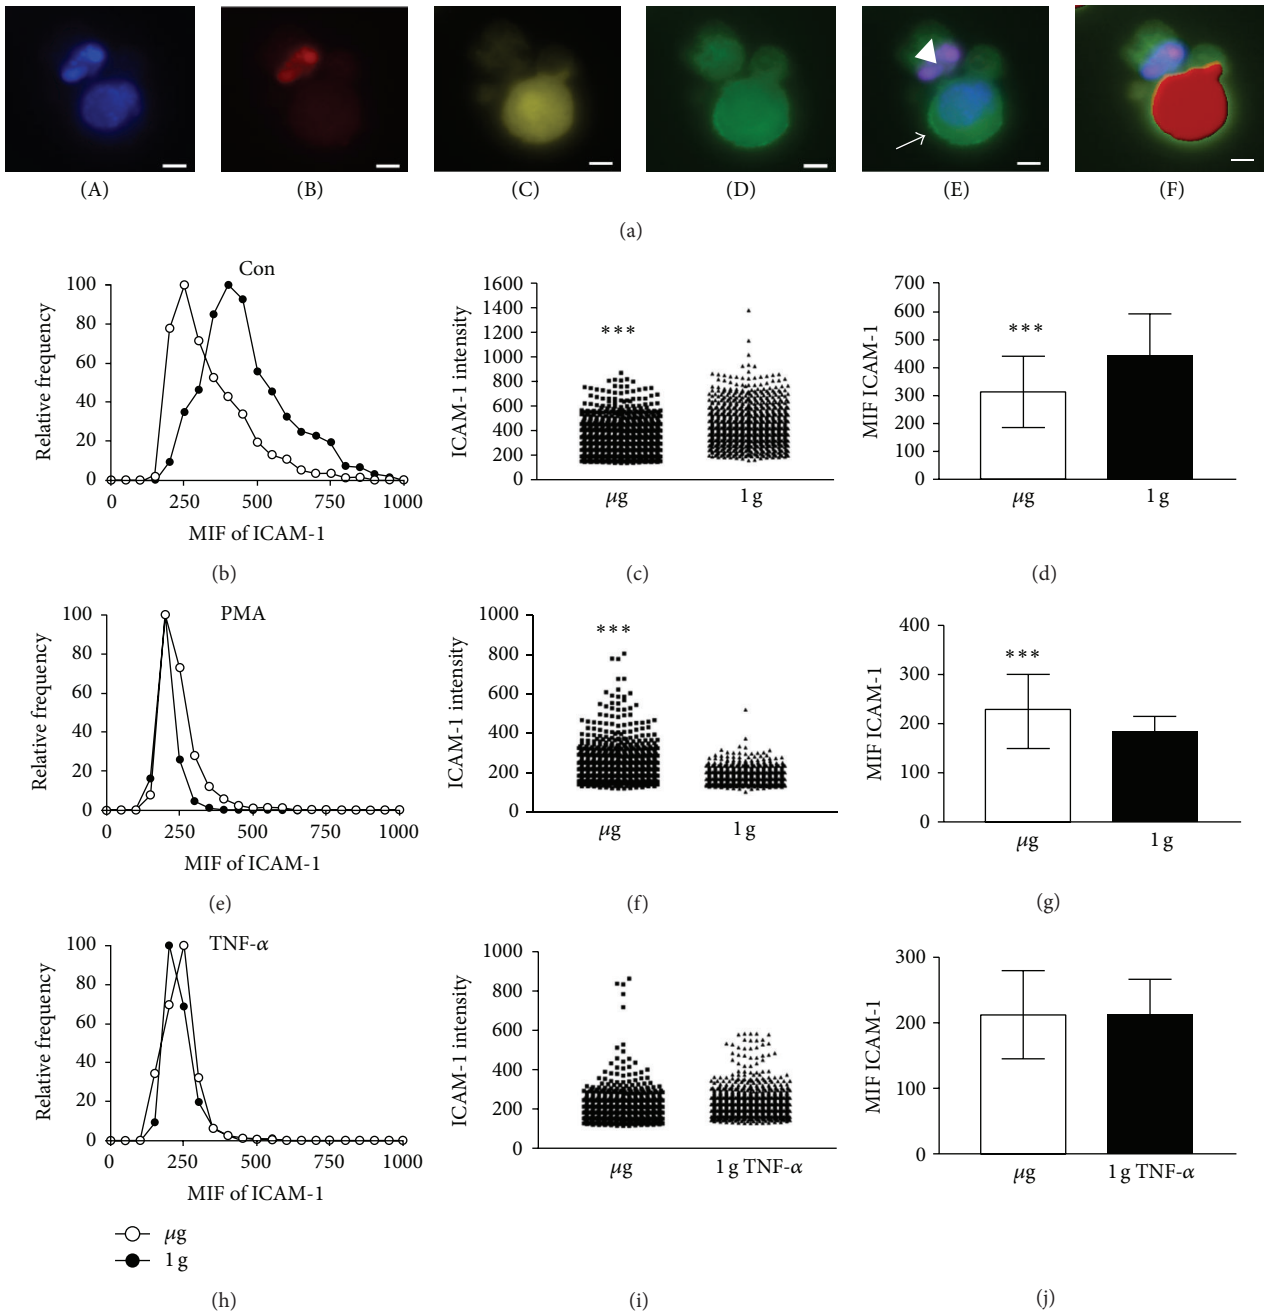 (A) (B) (C) (D) (E) (F)
(a)
Con
Relative frequency
100
80
60
40
20
0
0 250 500 750 1000
MIF of ICAM-1
(b)
ICAM-1 intensity
1600
1400
1200
1000
800
600
400
200
0
***
μg 1 g
(c)
MIF ICAM-1
700
600
500
400
300
200
100
0
***
μg 1 g
(d)
PMA
Relative frequency
100
80
60
40
20
0
0 250 500 750 1000
MIF of ICAM-1
(e)
ICAM-1 intensity
1000
800
600
400
200
0
***
μg 1 g
(f)
MIF ICAM-1
400
300
200
100
0
***
μg 1 g
(g)
TNF-α
Relative frequency
100
80
60
40
20
0
0 250 500 750 1000
MIF of ICAM-1
μg
1 g
(h)
ICAM-1 intensity
1000
800
600
400
200
0
μg 1 g TNF-α
(i)
MIF ICAM-1
300
200
100
0
μg 1 g TNF-α
(j)